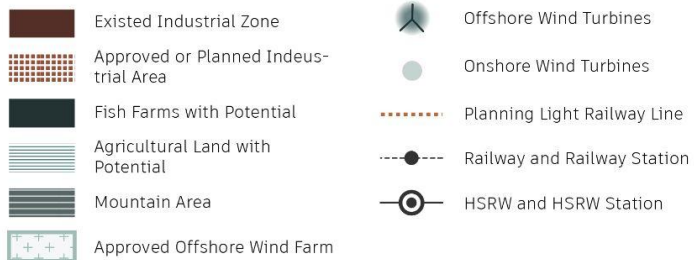 Existed Industrial Zone
Approved or Planned Indeus-
trial Area
Fish Farms with Potential
Agricultural Land with
Potential
Mountain Area
Approved Offshore Wind Farm
Offshore Wind Turbines
Onshore Wind Turbines
Planning Light Railway Line
Railway and Railway Station
HSRW and HSRW Station